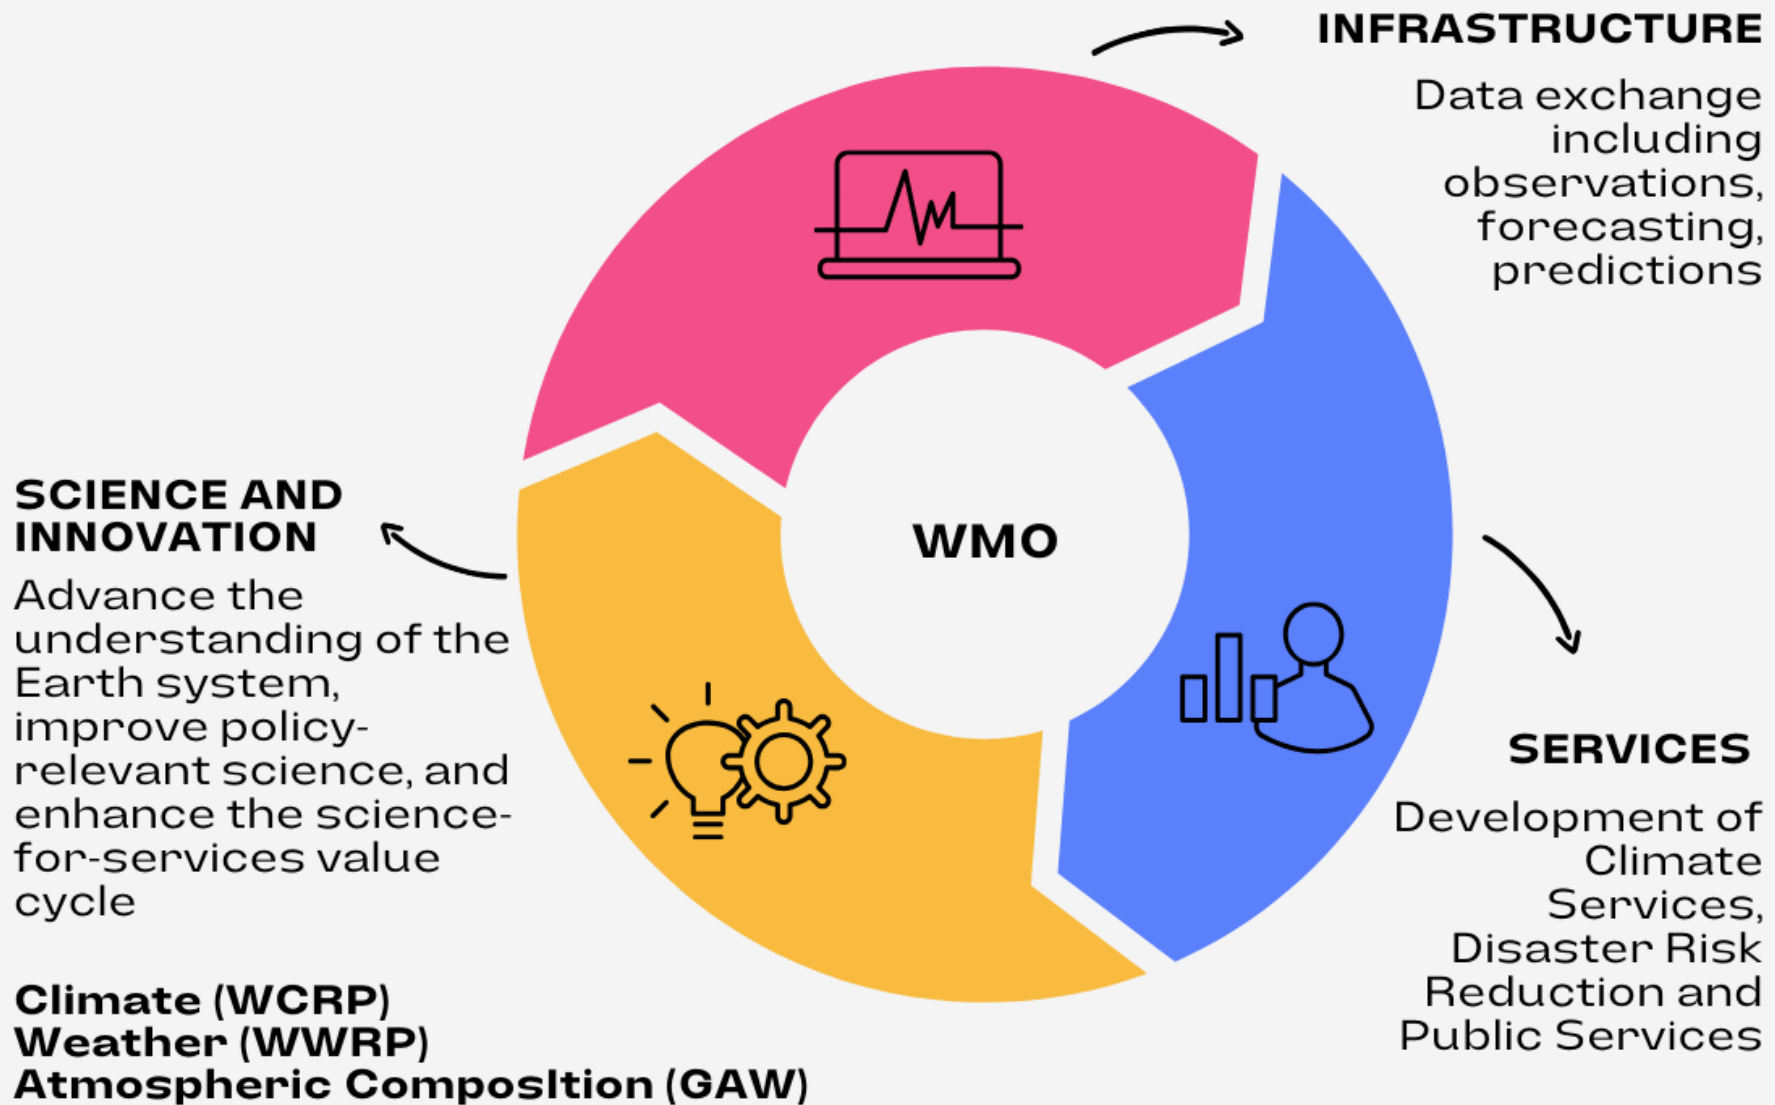 INFRASTRUCTURE
Data exchange
including
observations,
forecasting,
predictions
WMO
SERVICES
Development of
Climate
Services,
Disaster Risk
Reduction and
Public Services
SCIENCE AND
INNOVATION
Advance the
understanding of the
Earth system,
improve policy-
relevant science, and
enhance the science-
for-services value
cycle
Climate (WCRP)
Weather (WWRP)
Atmospheric ComposItion (GAW)